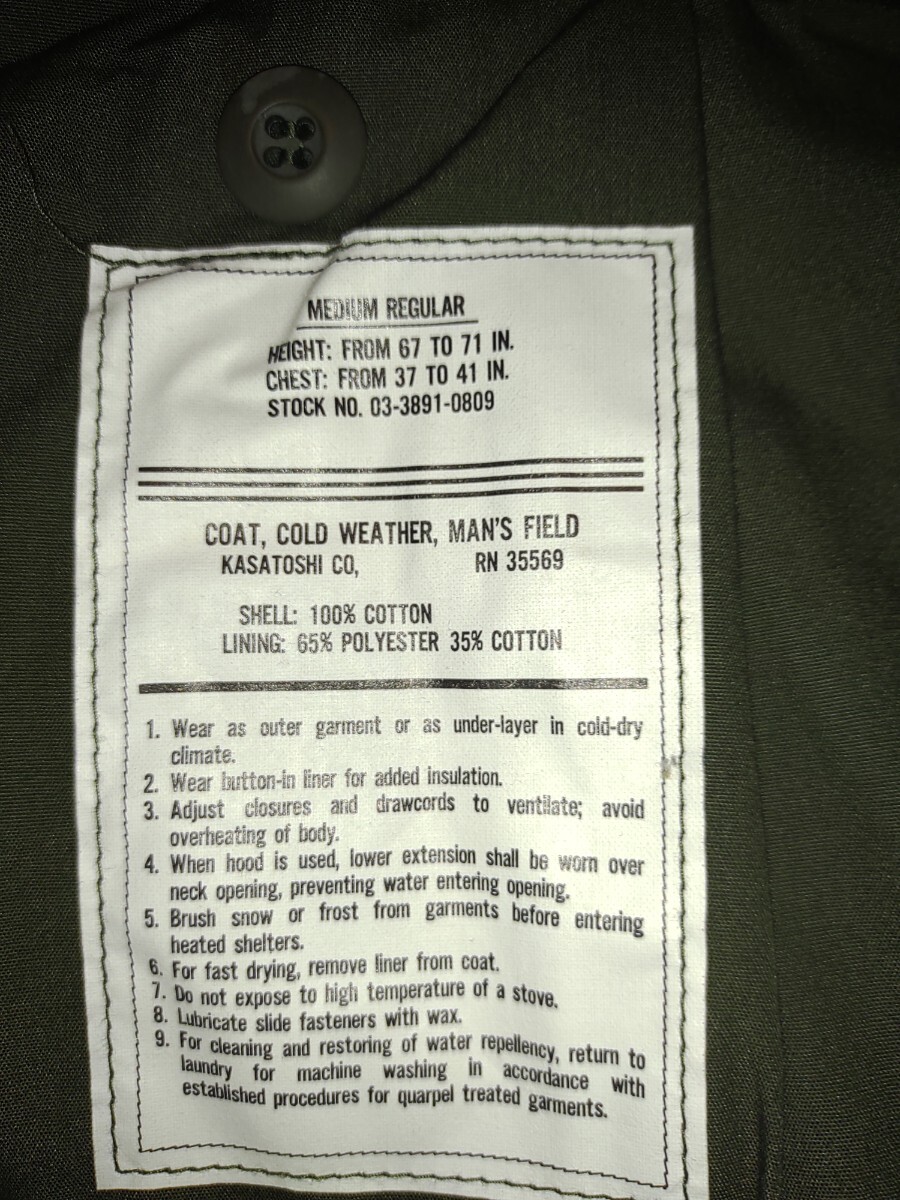 MEDIUM REGULAR
HEIGHT: FROM 67 TO 71 IN.
CHEST: FROM 37 TO 41 IN.
STOCK NO. 03-3891-0809
COAT, COLD WEATHER, MAN'S FIELD
KASATOSHI CO, RN 35569
SHELL: 100% COTTON
LINING: 65% POLYESTER 35% COTTON
1. Wear as outer garment or as under-layer in cold-dry
climate.
2. Wear button-in liner for added insulation.
3. Adjust closures and drawcords to ventilate; avoid
overheating of body.
4. When hood is used, lower extension shall be worn over
neck opening, preventing water entering opening.
5. Brush snow or frost from garments before entering
heated shelters.
6. For fast drying, remove liner from coat.
7. Do not expose to high temperature of a stove.
8. Lubricate slide fasteners with wax.
9. For cleaning and restoring of water repellency, return to
laundry for machine washing in accordance with
established procedures for quarpel treated garments.